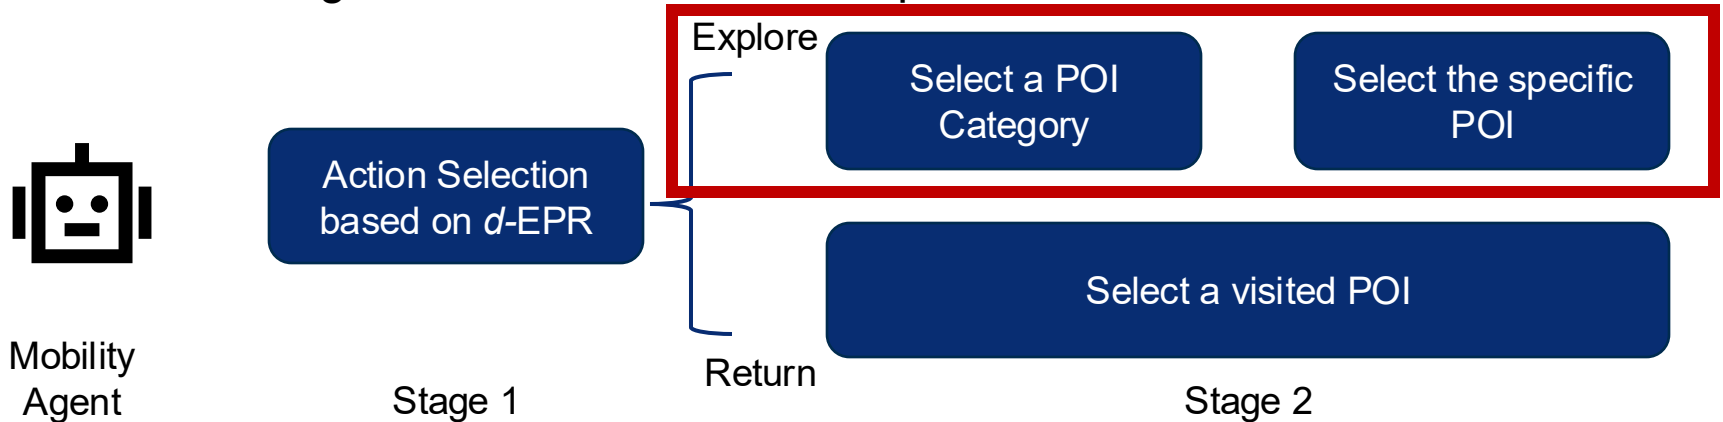 Explore
Select a POI
Category
Select the specific
POI
Action Selection
based on d-EPR
Select a visited POI
Return
Mobility
Agent
Stage 1
Stage 2